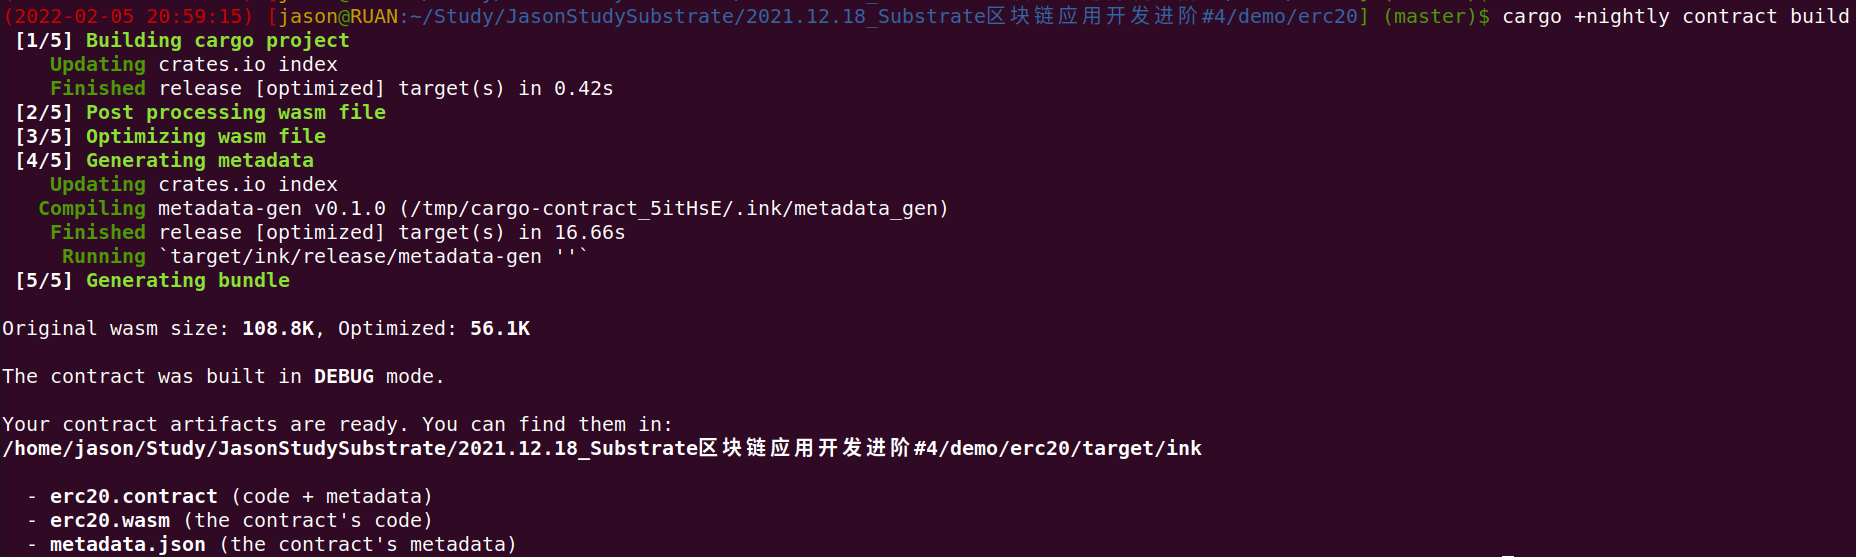 (2022-02-05 20:59:15) [jason@RUAN:~/Study/JasonStudySubstrate/2021.12.18_Substrate区块链应用开发进阶#4/demo/erc20] (master)$ cargo +nightly contract build
[1/5] Building cargo project
Updating crates.io index
Finished release [optimized] target(s) in 0.42s
[2/5] Post processing wasm file
[3/5] Optimizing wasm file
[4/5] Generating metadata
Updating crates.io index
Compiling metadata-gen v0.1.0 (/tmp/cargo-contract_5itHsE/.ink/metadata_gen)
Finished release [optimized] target(s) in 16.66s
Running `target/ink/release/metadata-gen ''`
[5/5] Generating bundle
Original wasm size: 108.8K, Optimized: 56.1K
The contract was built in DEBUG mode.
Your contract artifacts are ready. You can find them in:
/home/jason/Study/JasonStudySubstrate/2021.12.18_Substrate区块链应用开发进阶#4/demo/erc20/target/ink
- erc20.contract (code + metadata)
- erc20.wasm (the contract's code)
- metadata.json (the contract's metadata)